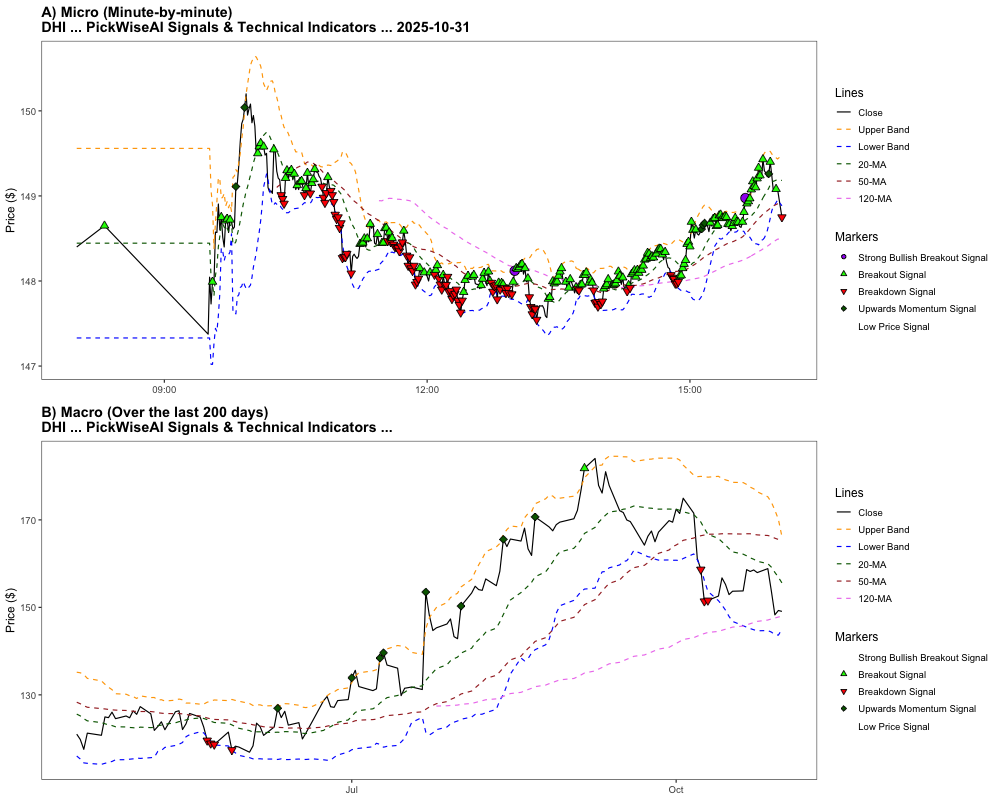 A) Micro (Minute-by-minute)
DHI ... PickWiseAI Signals & Technical Indicators ... 2025-10-31
Price ($)
150
149
148
147
09:00
12:00
15:00
Lines
Close
Upper Band
Lower Band
20-MA
50-MA
120-MA
Markers
Strong Bullish Breakout Signal
Breakout Signal
Breakdown Signal
Upwards Momentum Signal
Low Price Signal
B) Macro (Over the last 200 days)
DHI ... PickWiseAI Signals & Technical Indicators ...
Price ($)
170
150
130
Jul
Oct
Lines
Close
Upper Band
Lower Band
20-MA
50-MA
120-MA
Markers
Strong Bullish Breakout Signal
Breakout Signal
Breakdown Signal
Upwards Momentum Signal
Low Price Signal